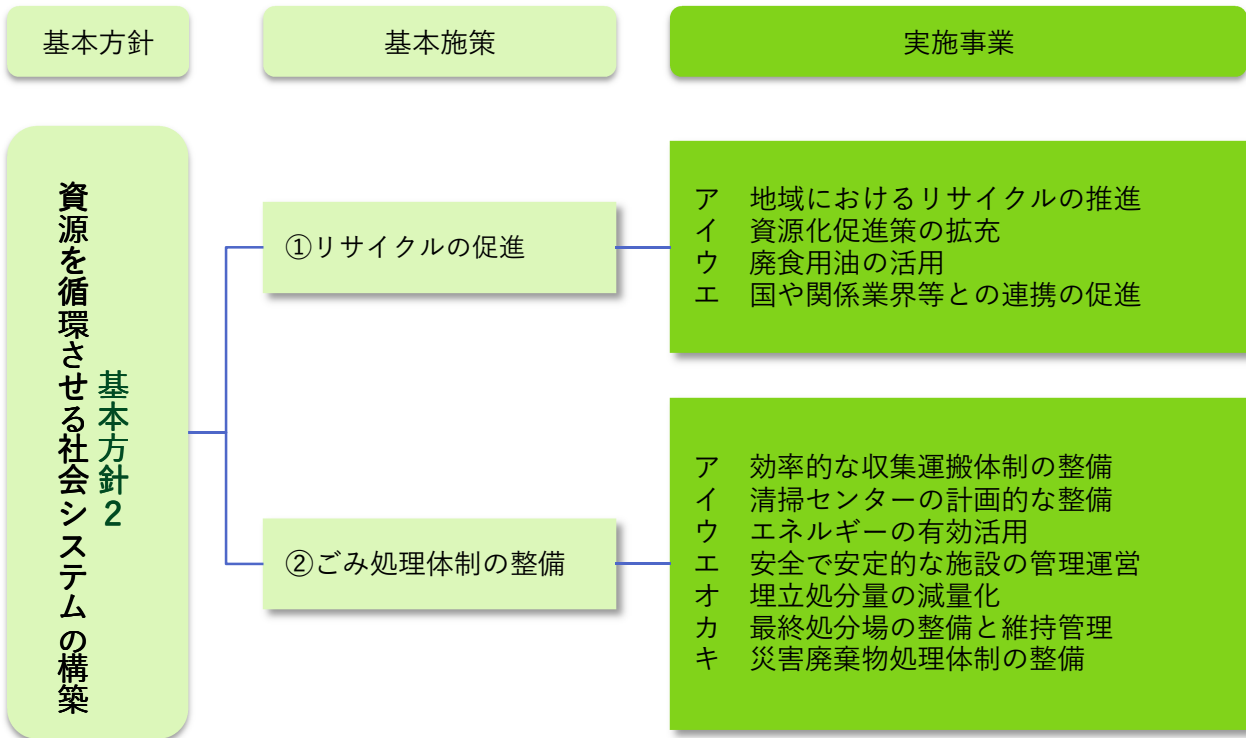 基本方針
基本施策
実施事業
基本方針2
資源を循環させる社会システムの構築
①リサイクルの促進
ア 地域におけるリサイクルの推進
イ 資源化促進策の拡充
ウ 廃食用油の活用
エ 国や関係業界等との連携の促進
②ごみ処理体制の整備
ア 効率的な収集運搬体制の整備
イ 清掃センターの計画的な整備
ウ エネルギーの有効活用
エ 安全で安定的な施設の管理運営
オ 埋立処分量の減量化
カ 最終処分場の整備と維持管理
キ 災害廃棄物処理体制の整備